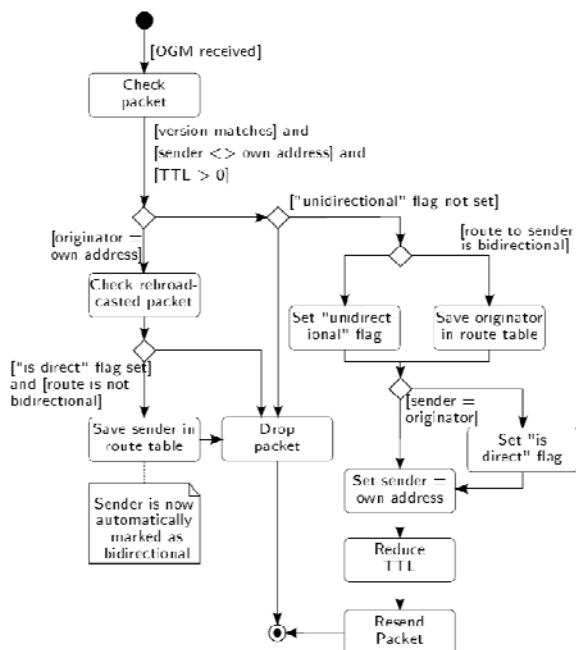 [OGM received]
Check
packet
[version matches] and
[sender <> own address] and
[TTL > 0]
["unidirectional" flag not set]
[originator =
own address]
[route to sender
is bidirectional]
Check rebroad-
casted packet
Set "unidirect
ional" flag
Save originator
in route table
["is direct" flag set]
and [route is not
bidirectional]
[sender =
originator]
Save sender in
route table
Drop
packet
Set "is
direct" flag
Set sender =
own address
Sender is now
automatically
marked as
bidirectional
Reduce
TTL
Resend
Packet